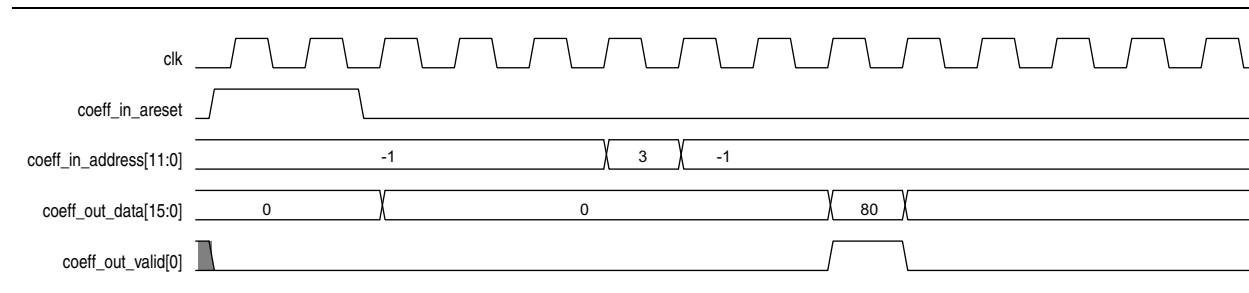 clk
coeff_in_areset
coeff_in_address[11:0] -1 3 -1
coeff_out_data[15:0] 0 0 80
coeff_out_valid[0]